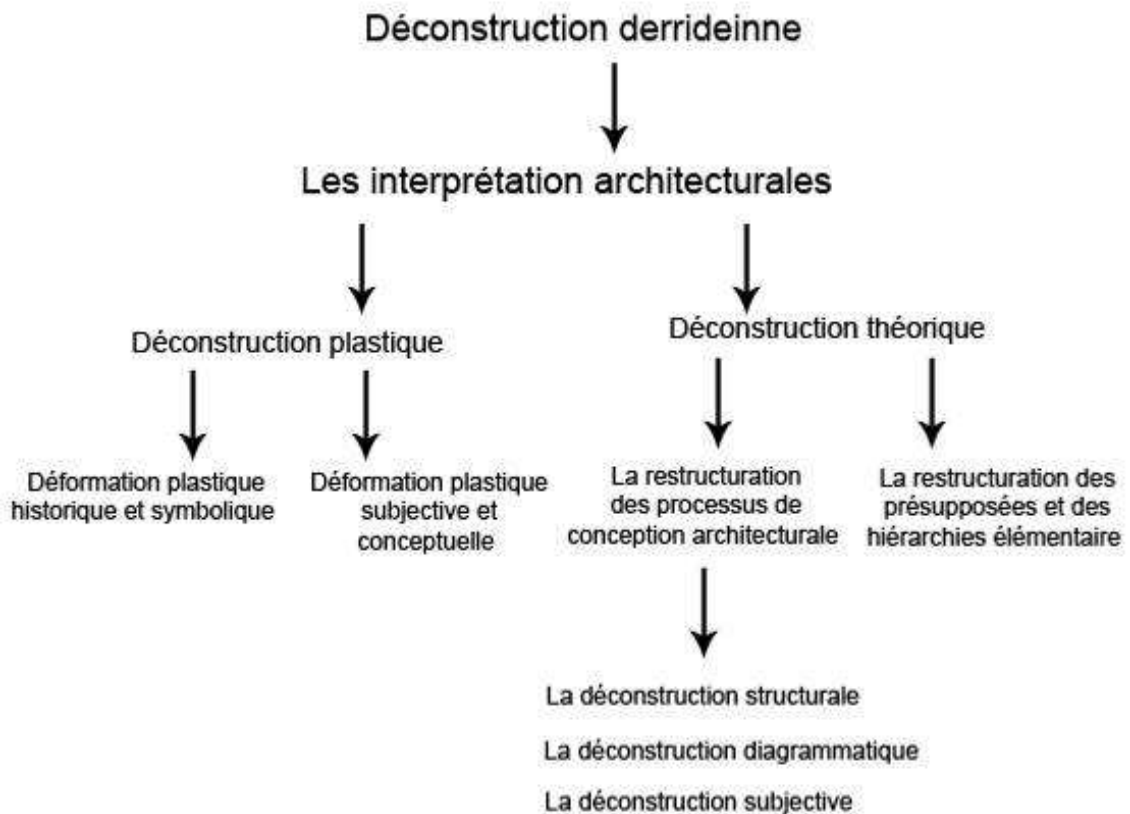 Déconstruction derrideinne
Les interprétation architecturales
Déconstruction plastique
Déconstruction théorique
Déformation plastique
historique et symbolique
Déformation plastique
subjective et
conceptuelle
La restructuration
des processus de
conception architecturale
La restructuration des
présupposées et des
hiérarchies élémentaire
La déconstruction structurale
La déconstruction diagrammatique
La déconstruction subjective